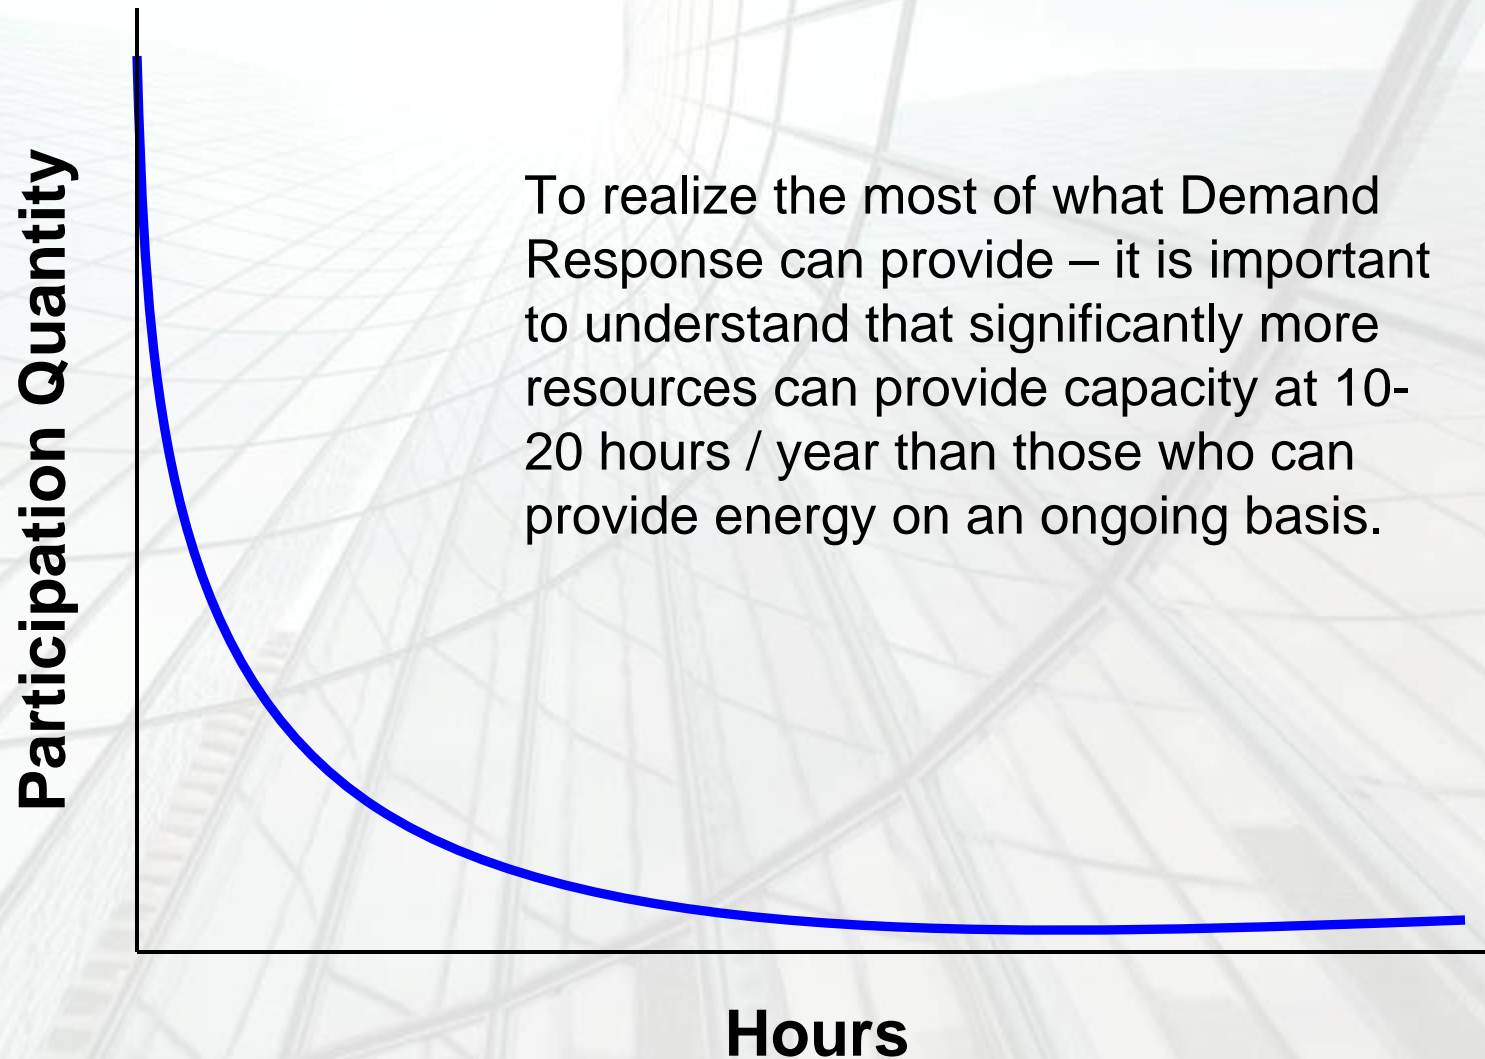 Participation Quantity
To realize the most of what Demand
Response can provide – it is important
to understand that significantly more
resources can provide capacity at 10-
20 hours / year than those who can
provide energy on an ongoing basis.
Hours